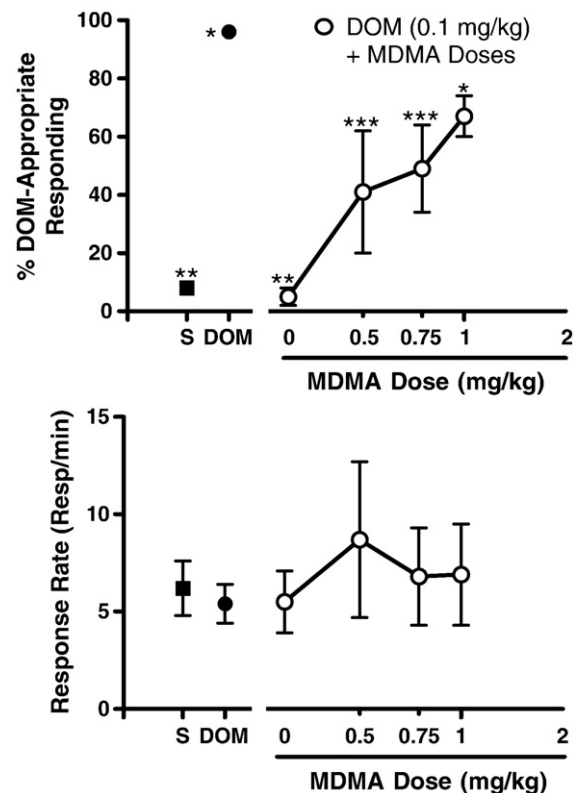 100
80
60
40
20
0
% DOM-Appropriate
Responding
*
**
S DOM
DOM (0.1 mg/kg)
+ MDMA Doses
** *** *** *
0 0.5 0.75 1 2
MDMA Dose (mg/kg)
15
10
5
0
Response Rate (Resp/min)
S DOM
0 0.5 0.75 1 2
MDMA Dose (mg/kg)